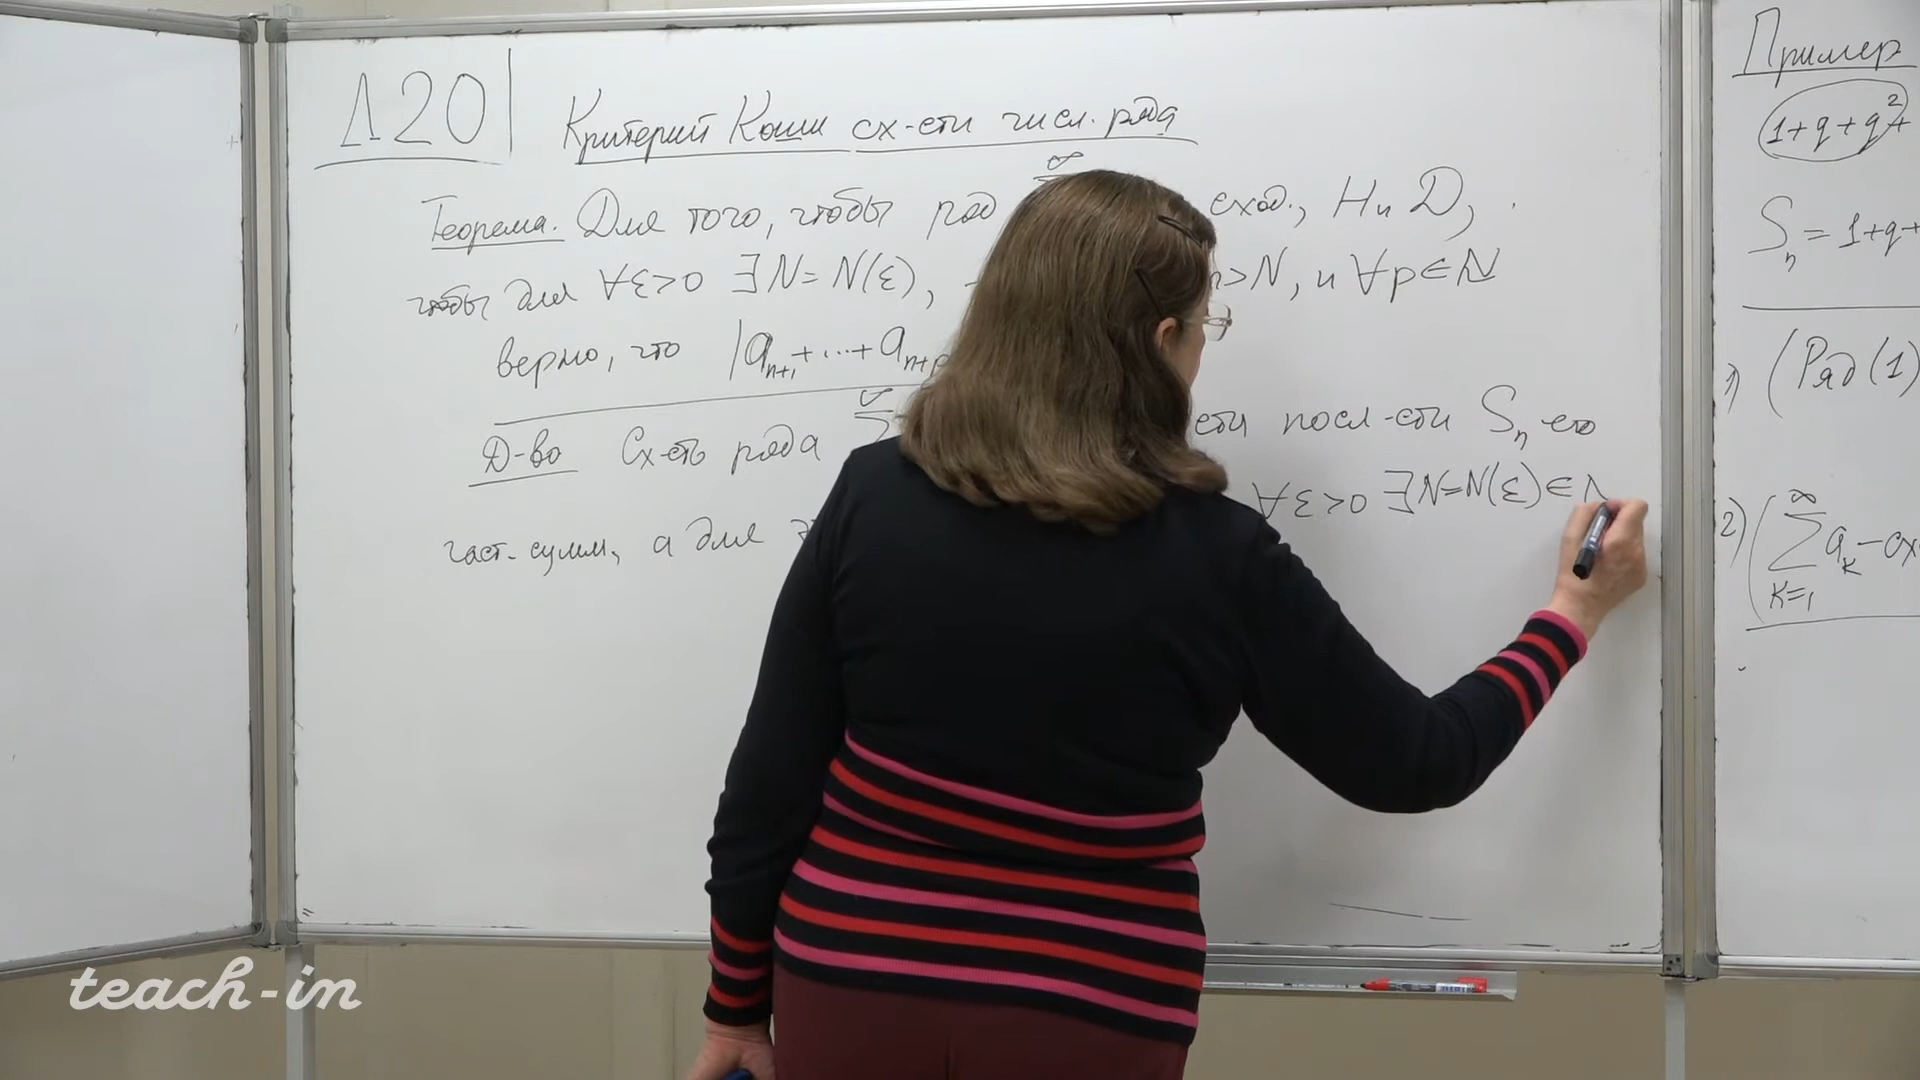 Л20
Критерий Коши сх-сти числ. ряда
Теорема. Для того, чтобы ряд ∞ сход., Н и Д,
чтобы для ∀ε>0 ∃N=N(ε), n>N, и ∀p∈ℕ
верно, что |a_{n+1}+...+a_{n+p}
Д-во Сх-сть ряда ∞ Σ сти посл-сти S_n его
част. сумм, а для ∀ε>0 ∃N=N(ε)∈ℕ
Пример
1+q+q²+
S_n=1+q+
1) (Ряд (1)
2) (∞ Σ K=1 a_k - сх
teach-in